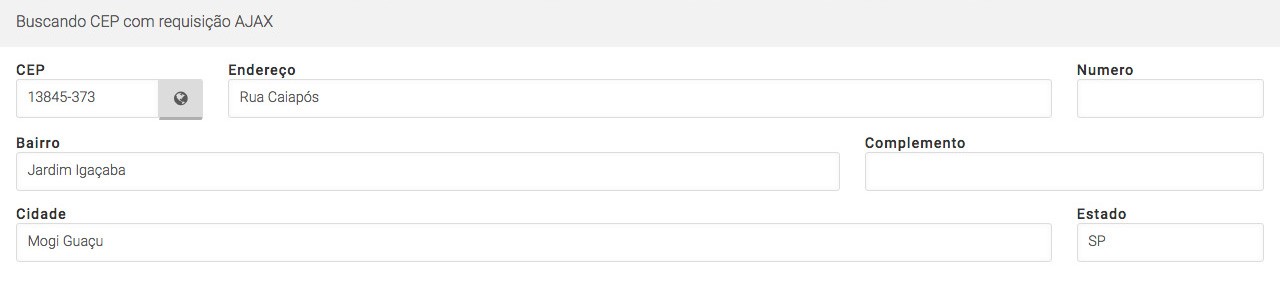 Buscando CEP com requisição AJAX
CEP Endereço Numero
13845-373 Rua Caiapós
Bairro Complemento
Jardim Igaçaba
Cidade Estado
Mogi Guaçu SP